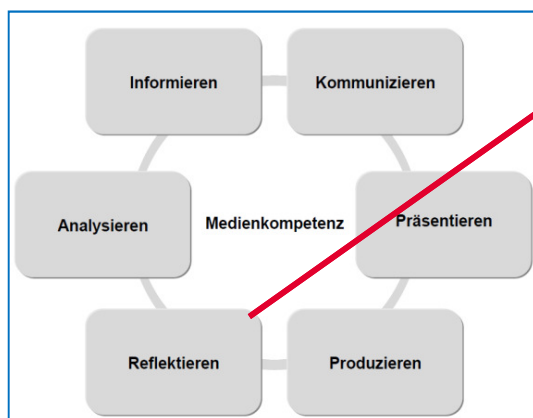 Informieren
Kommunizieren
Analysieren
Medienkompetenz
Präsentieren
Reflektieren
Produzieren